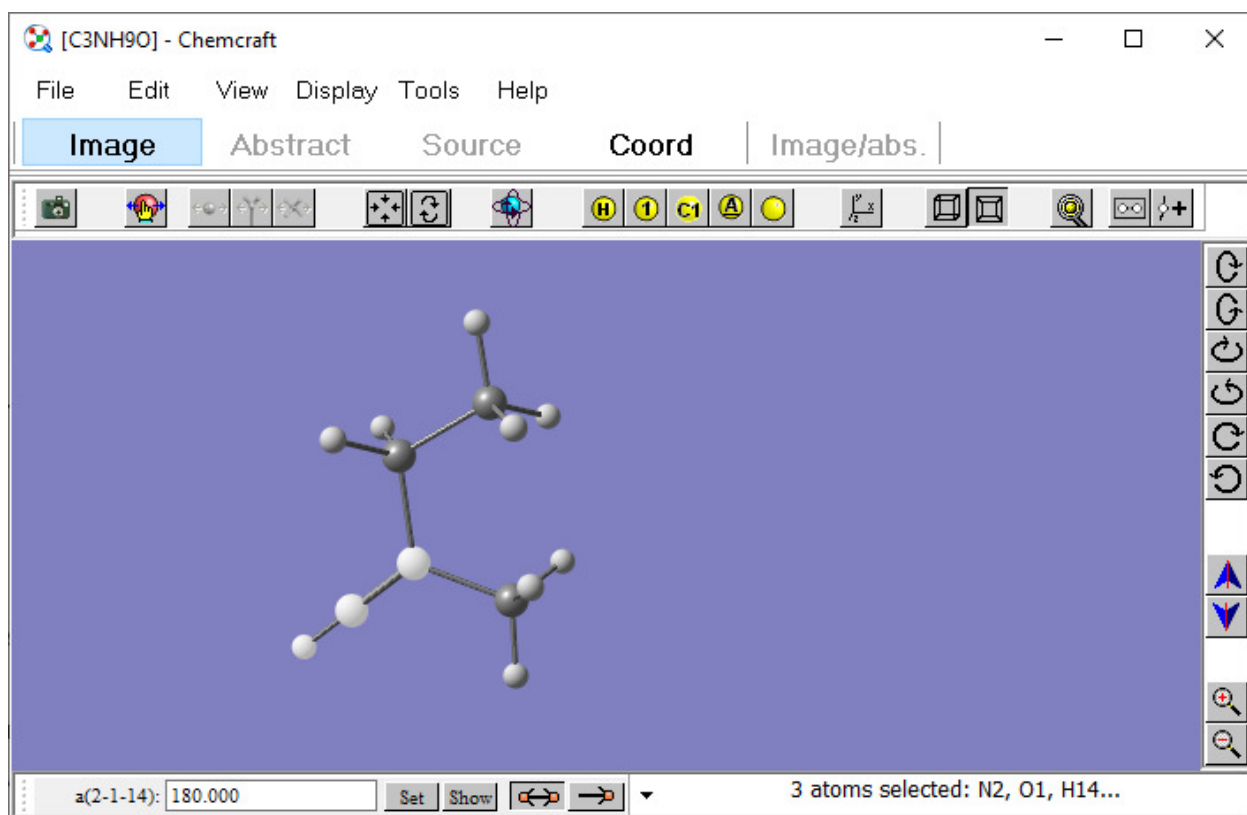 [C3NH9O] - Chemcraft
File Edit View Display Tools Help
Image Abstract Source Coord Image/abs.
H 1 C1 A y x z
a(2-1-14): 180.000 Set Show 3 atoms selected: N2, O1, H14...